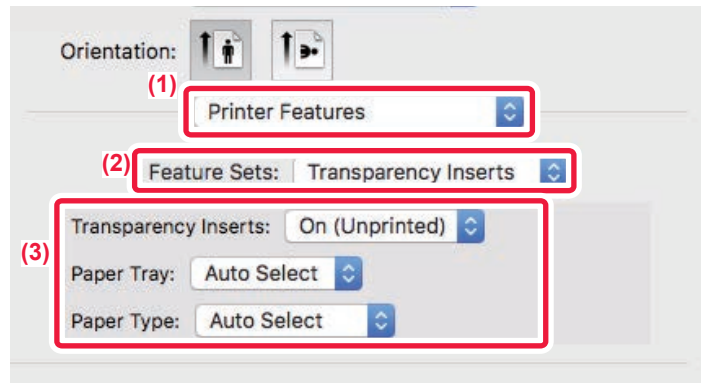 Orientation:
(1)
Printer Features
(2)
Feature Sets: Transparency Inserts
(3)
Transparency Inserts: On (Unprinted)
Paper Tray: Auto Select
Paper Type: Auto Select